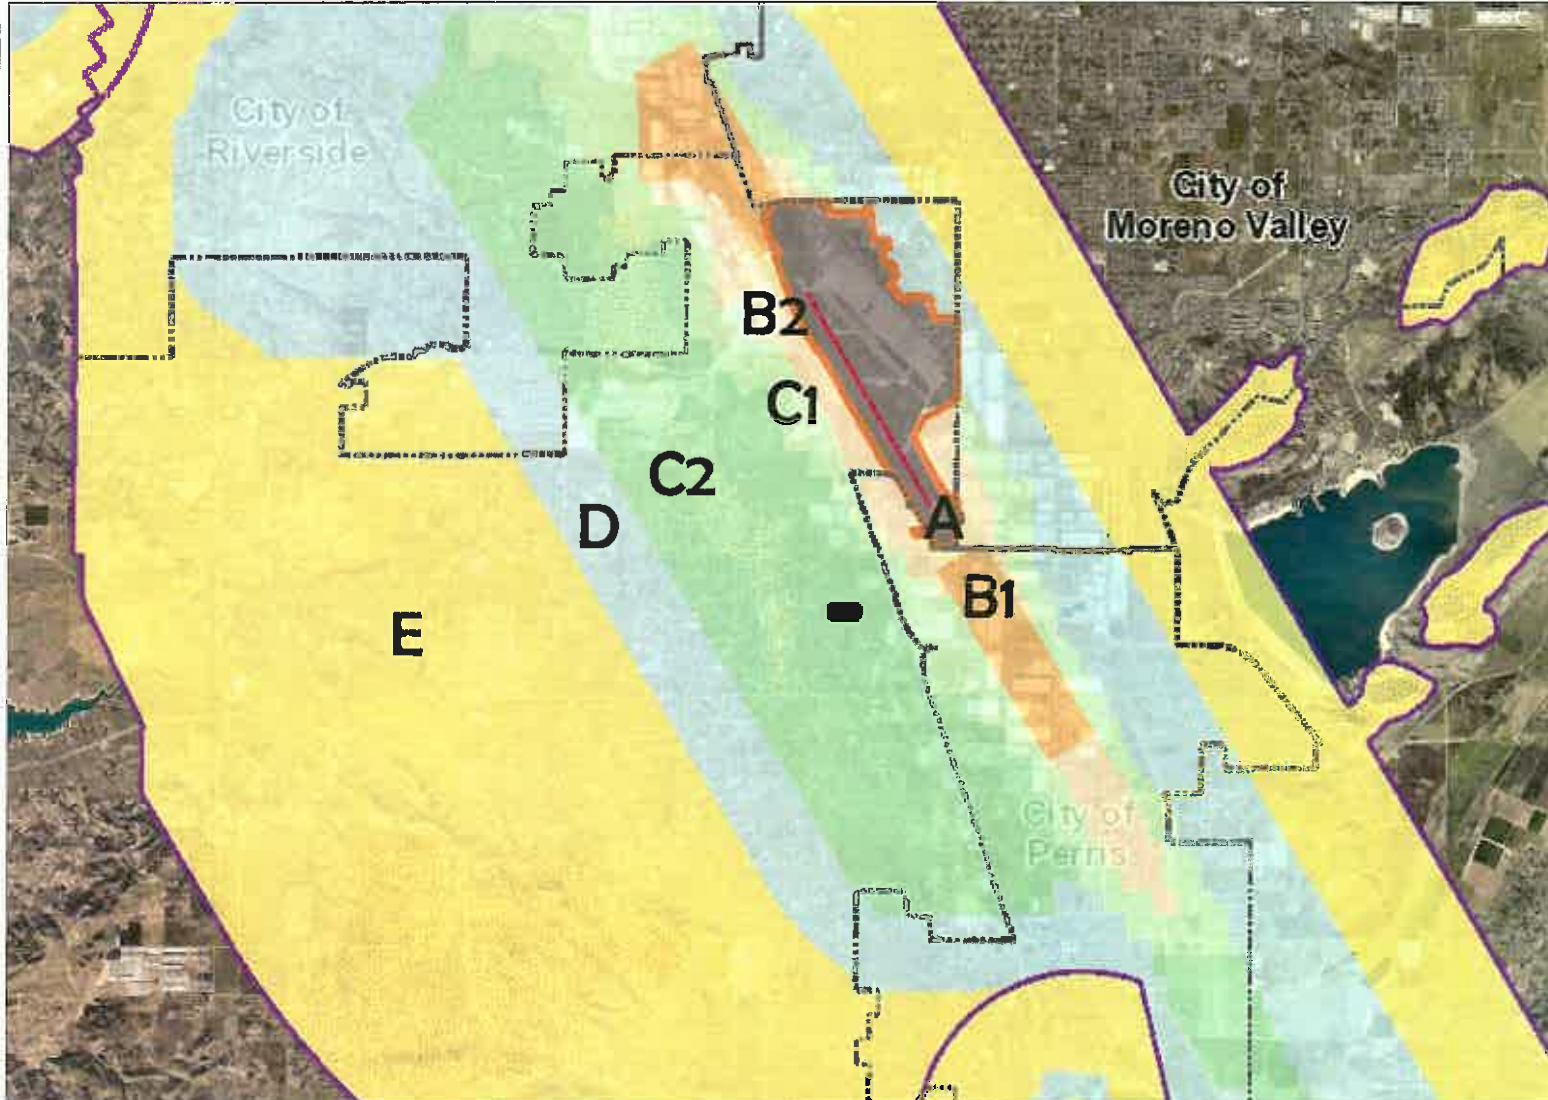 City of
Riverside
City of
Moreno Valley
B2
C1
C2
A
D
B1
E
City of
Perris